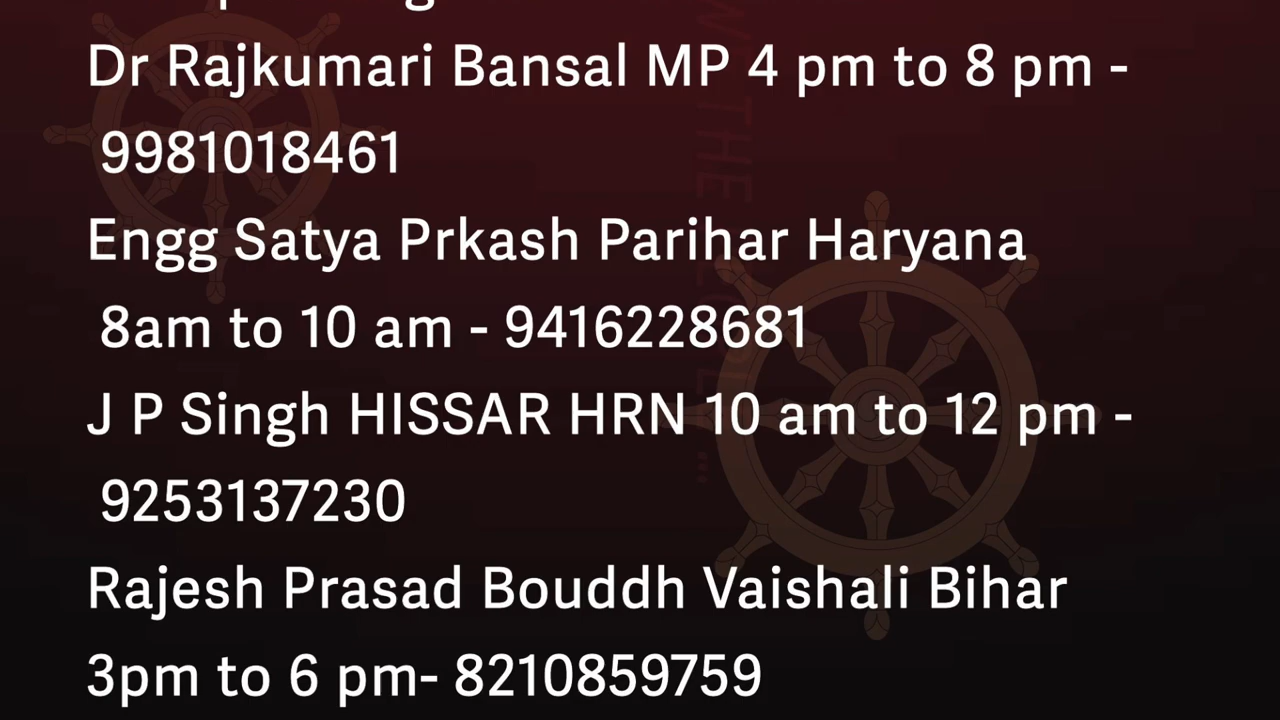 Dr Rajkumari Bansal MP 4 pm to 8 pm -
9981018461
Engg Satya Prkash Parihar Haryana
8am to 10 am - 9416228681
J P Singh HISSAR HRN 10 am to 12 pm -
9253137230
Rajesh Prasad Bouddh Vaishali Bihar
3pm to 6 pm- 8210859759